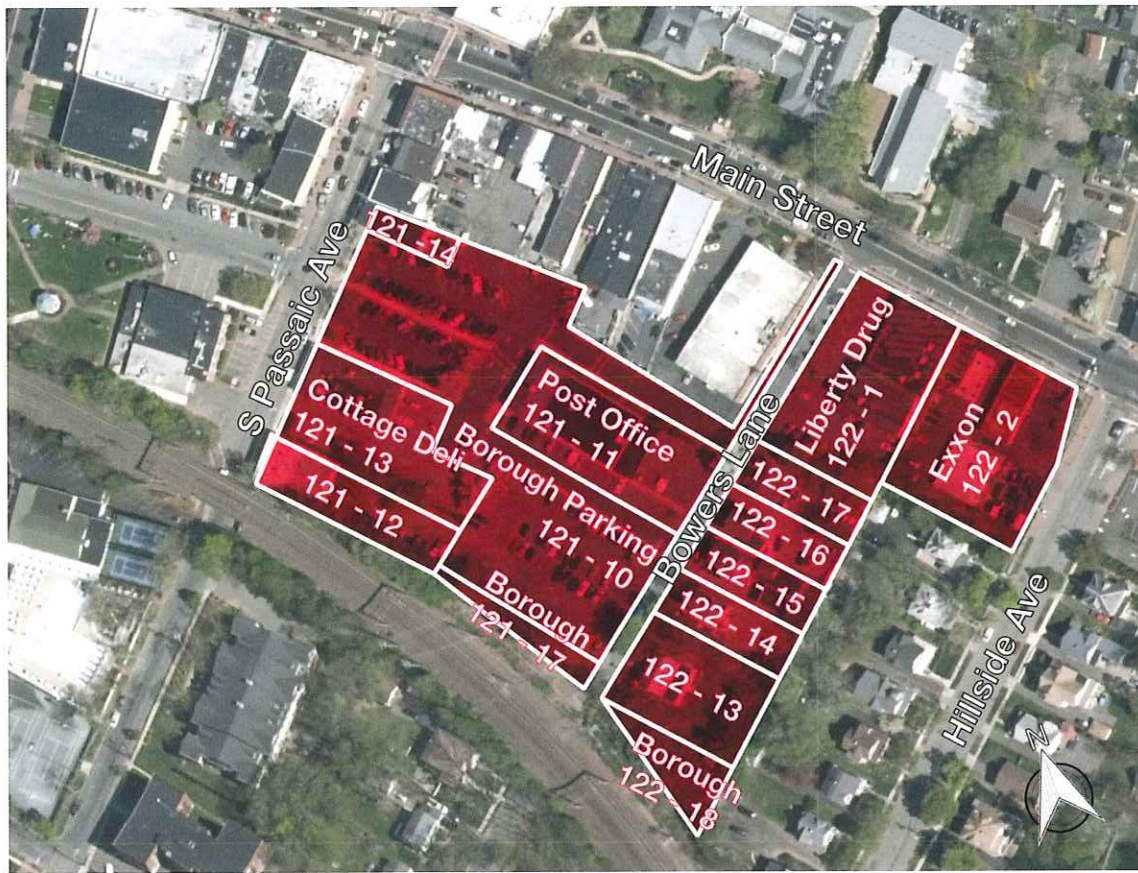 Main Street
S Passaic Ave
121 -14
Liberty Drug
122 - 1
Exxon
122 - 2
Post Office
121 - 11
Cottage Deli
121 - 13
Bowers Lane
Borough Parking
121 - 10
122 - 17
122 - 16
121 - 12
122 - 15
Borough
121 - 17
122 - 14
122 - 13
Hillside Ave
Borough
122 - 18
N